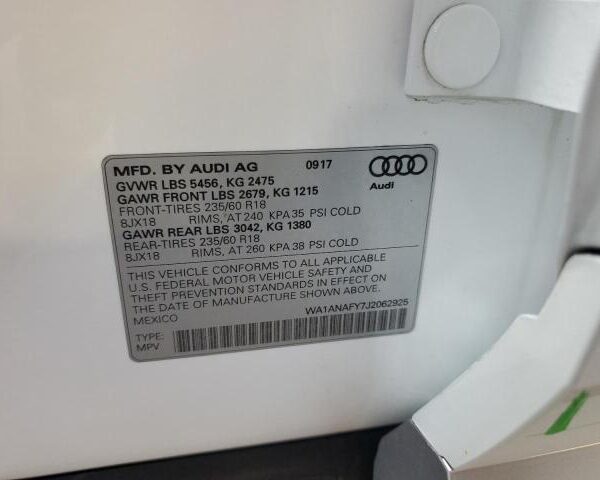 MFD. BY AUDI AG 09 17
Audi
GVWR LBS 5456, KG 2475
GAWR FRONT LBS 2679, KG 1215
FRONT-TIRES 235/60 R18
8JX18 RIMS, AT 240 KPA 35 PSI COLD
GAWR REAR LBS 3042, KG 1380
REAR-TIRES 235/60 R18
8JX18 RIMS, AT 260 KPA 38 PSI COLD
THIS VEHICLE CONFORMS TO ALL APPLICABLE
U.S. FEDERAL MOTOR VEHICLE SAFETY AND
THEFT PREVENTION STANDARDS IN EFFECT ON
THE DATE OF MANUFACTURE SHOWN ABOVE.
MEXICO WA1ANAFY7J2062925
TYPE:
MPV